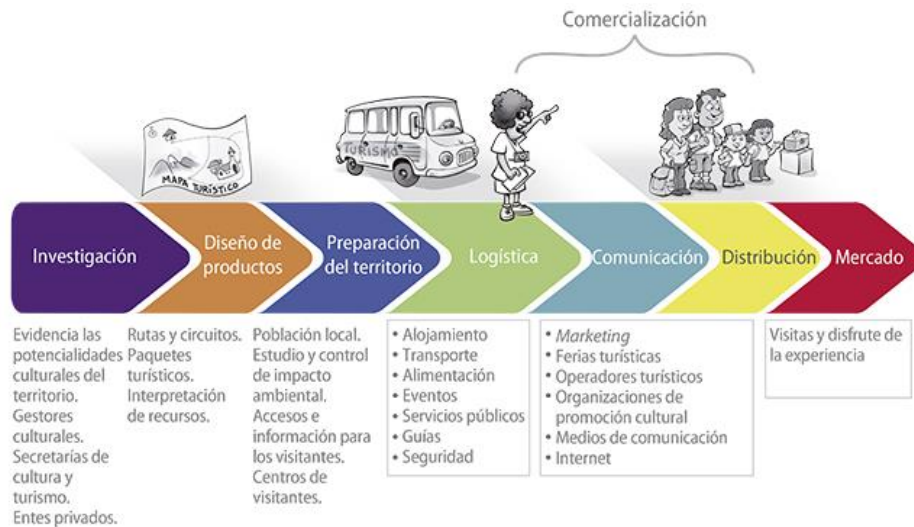 Comercialización
MAPA TURÍSTICO
TURISMO
Investigación
Diseño de
productos
Preparación
del territorio
Logística
Comunicación
Distribución
Mercado
Evidencia las
potencialidades
culturales del
territorio.
Gestores
culturales.
Secretarías de
cultura y
turismo.
Entes privados.
Rutas y circuitos.
Paquetes
turísticos.
Interpretación
de recursos.
Población local.
Estudio y control
de impacto
ambiental.
Accesos e
información para
los visitantes.
Centros de
visitantes.
• Alojamiento
• Transporte
• Alimentación
• Eventos
• Servicios públicos
• Guías
• Seguridad
• Marketing
• Ferias turísticas
• Operadores turísticos
• Organizaciones de
promoción cultural
• Medios de comunicación
• Internet
Visitas y disfrute de
la experiencia